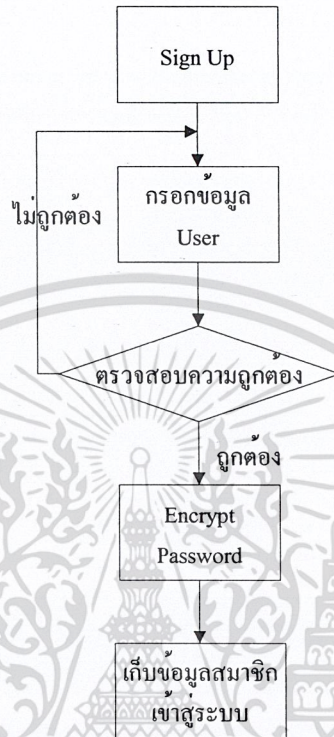 Sign Up
ไม่ถูกต้อง
กรอกข้อมูล
User
ตรวจสอบความถูกต้อง
ถูกต้อง
Encrypt
Password
เก็บข้อมูลสมาชิก
เข้าสู่ระบบ